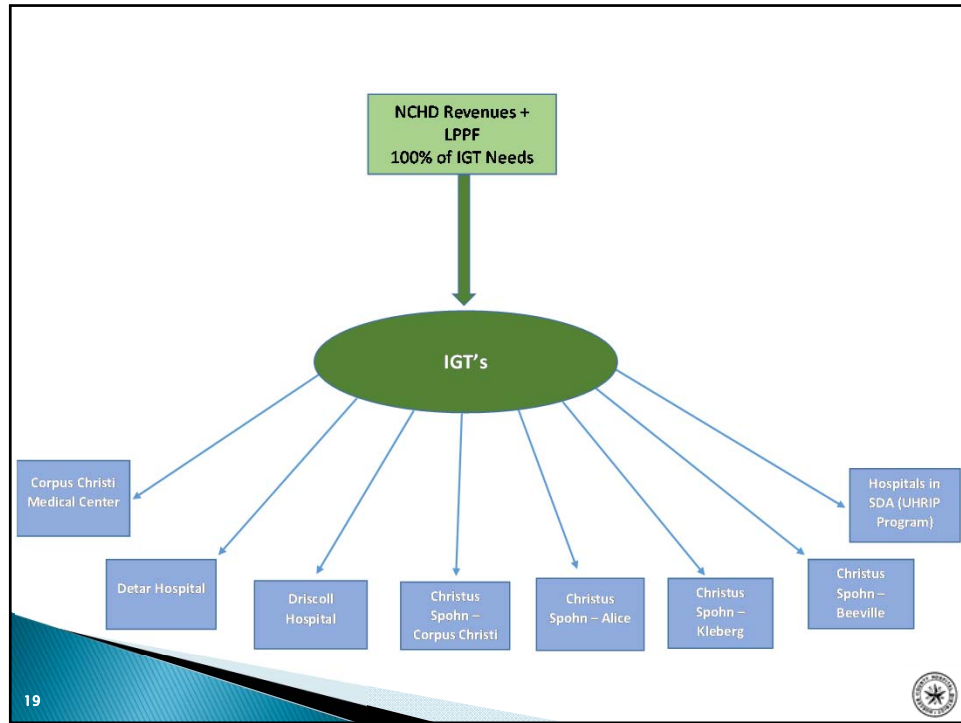 NCHD Revenues +
LPPF
100% of IGT Needs
IGT's
Corpus Christi
Medical Center
Hospitals in
SDA (UHRIP
Program)
Detar Hospital
Driscoll
Hospital
Christus
Spohn –
Corpus Christi
Christus
Spohn – Alice
Christus
Spohn –
Kleberg
Christus
Spohn –
Beeville
19